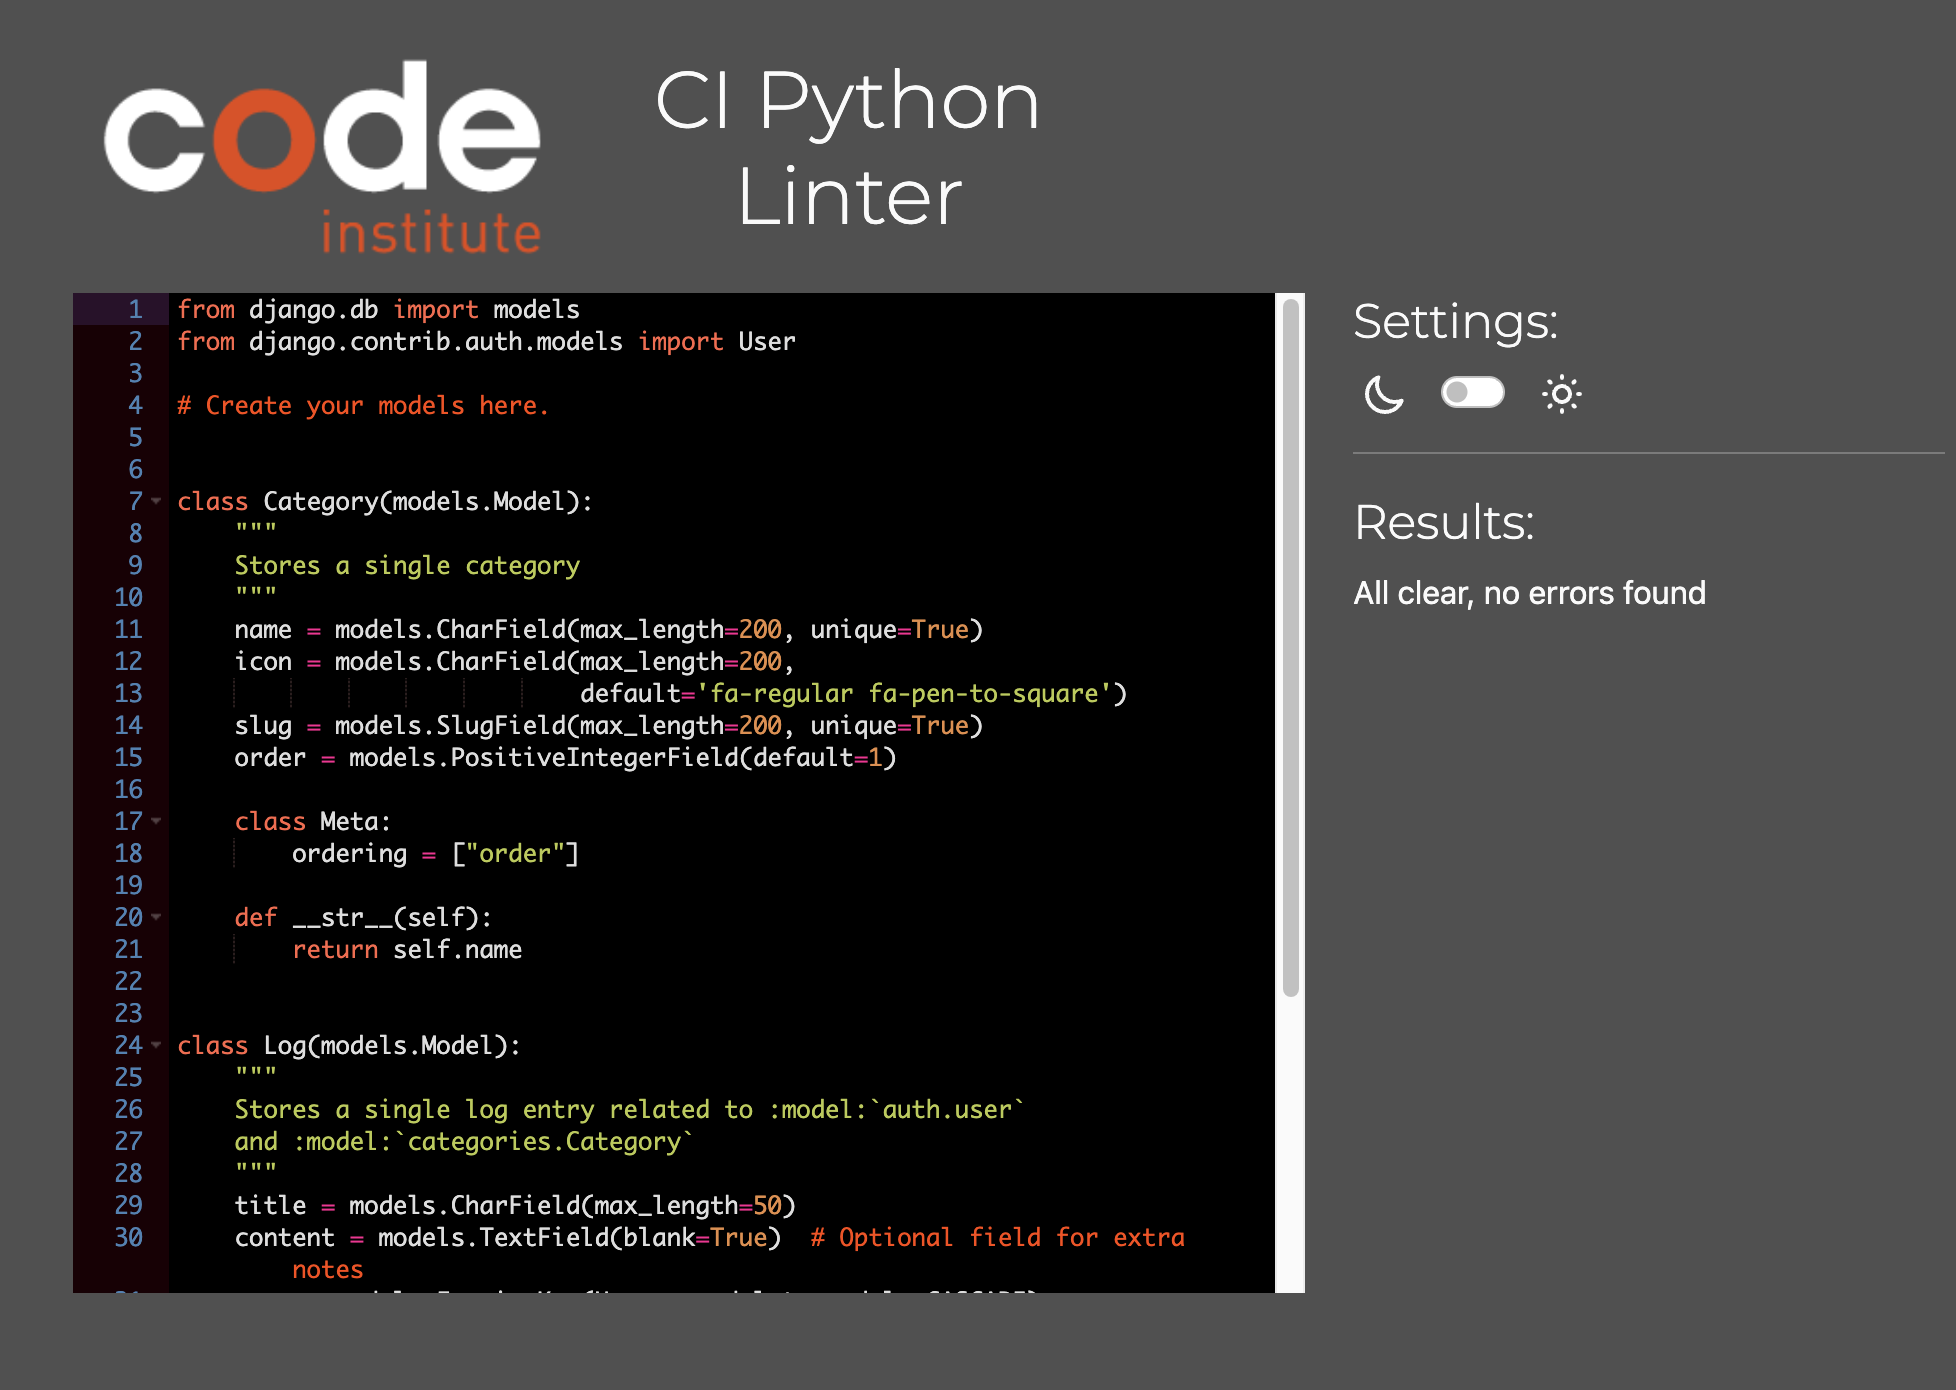 code
institute
CI Python
Linter
1 from django.db import models
2 from django.contrib.auth.models import User
3
4 # Create your models here.
5
6
7 class Category(models.Model):
8     """
9     Stores a single category
10     """
11     name = models.CharField(max_length=200, unique=True)
12     icon = models.CharField(max_length=200,
13                             default='fa-regular fa-pen-to-square')
14     slug = models.SlugField(max_length=200, unique=True)
15     order = models.PositiveIntegerField(default=1)
16
17     class Meta:
18         ordering = ["order"]
19
20     def __str__(self):
21         return self.name
22
23
24 class Log(models.Model):
25     """
26     Stores a single log entry related to :model:`auth.user`
27     and :model:`categories.Category`
28     """
29     title = models.CharField(max_length=50)
30     content = models.TextField(blank=True)  # Optional field for extra
        notes
Settings:
Results:
All clear, no errors found